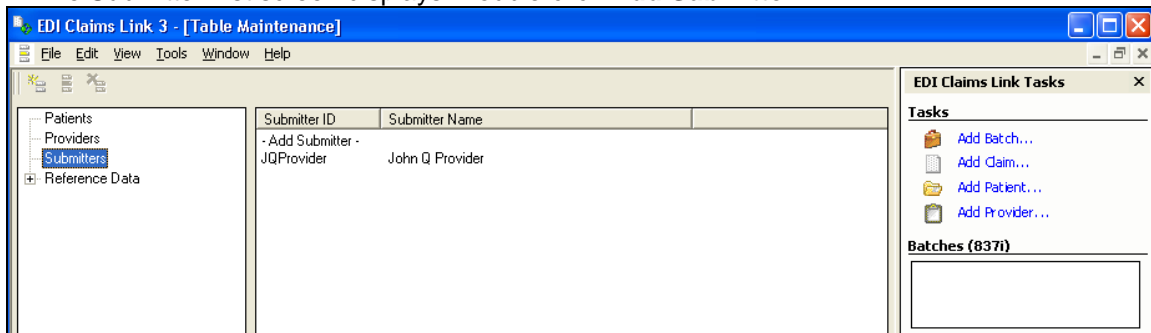 EDI Claims Link 3 - [Table Maintenance]
File Edit View Tools Window Help
Patients
Providers
Submitters
Reference Data
Submitter ID Submitter Name
- Add Submitter -
JQProvider John Q Provider
EDI Claims Link Tasks
Tasks
Add Batch...
Add Claim...
Add Patient...
Add Provider...
Batches (837i)